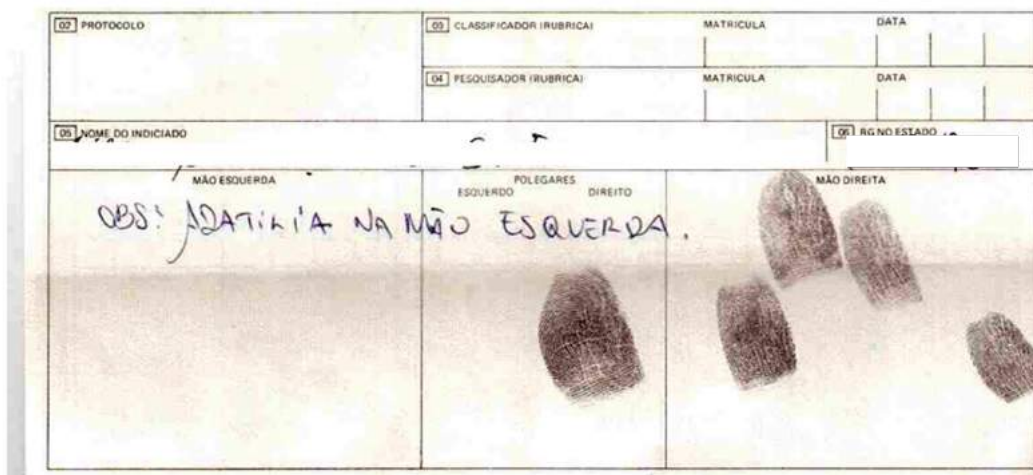 02 PROTOCOLO
03 CLASSIFICADOR (RUBRICA) MATRICULA DATA
04 PESQUISADOR (RUBRICA) MATRICULA DATA
05 NOME DO INDICIADO
06 RG NO ESTADO
MÃO ESQUERDA
POLEGARES
ESQUERDO DIREITO
MÃO DIREITA
OBS: ADATILIA NA MÃO ESQUERDA.